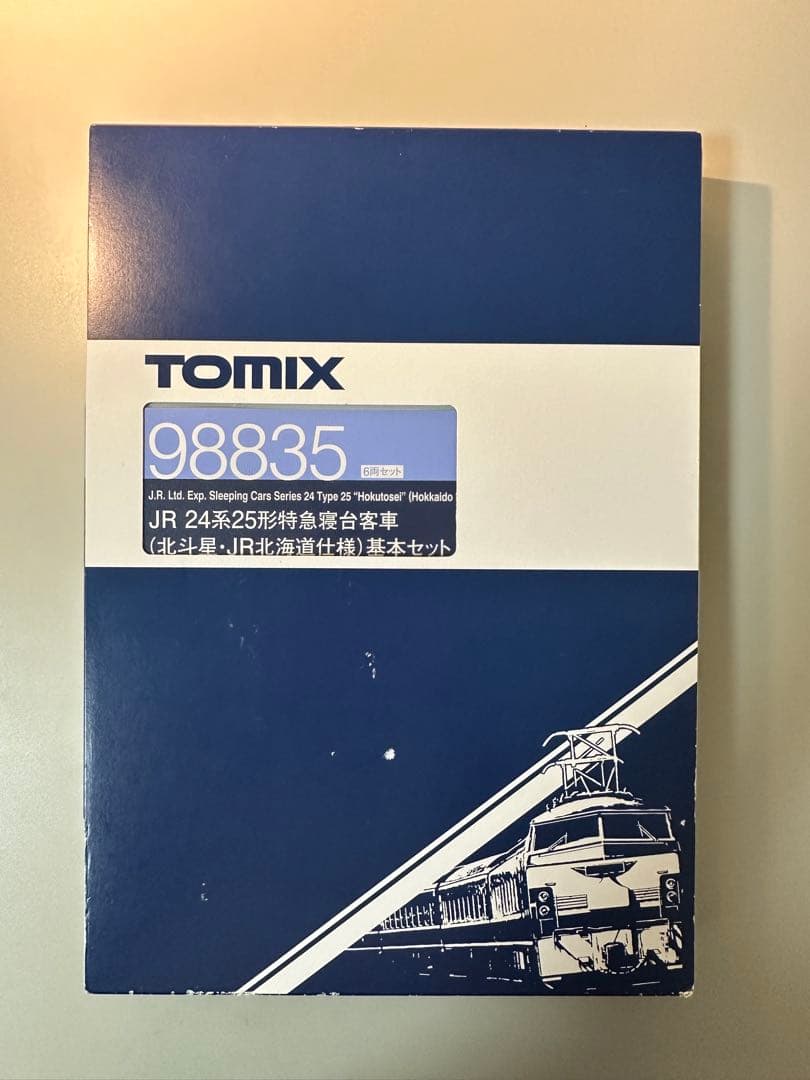 TOMIX
98835 6両セット
J.R. Ltd. Exp. Sleeping Cars Series 24 Type 25 "Hokutosei" (Hokkaido
JR 24系25形特急寝台客車
(北斗星・JR北海道仕様)基本セット